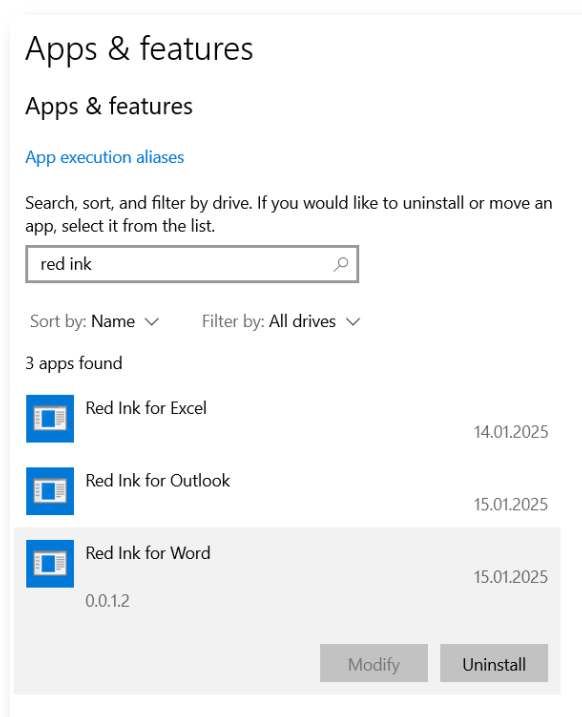 Apps & features
Apps & features
App execution aliases
Search, sort, and filter by drive. If you would like to uninstall or move an
app, select it from the list.
red ink
Sort by: Name Filter by: All drives
3 apps found
Red Ink for Excel
14.01.2025
Red Ink for Outlook
15.01.2025
Red Ink for Word
15.01.2025
0.0.1.2
Modify Uninstall